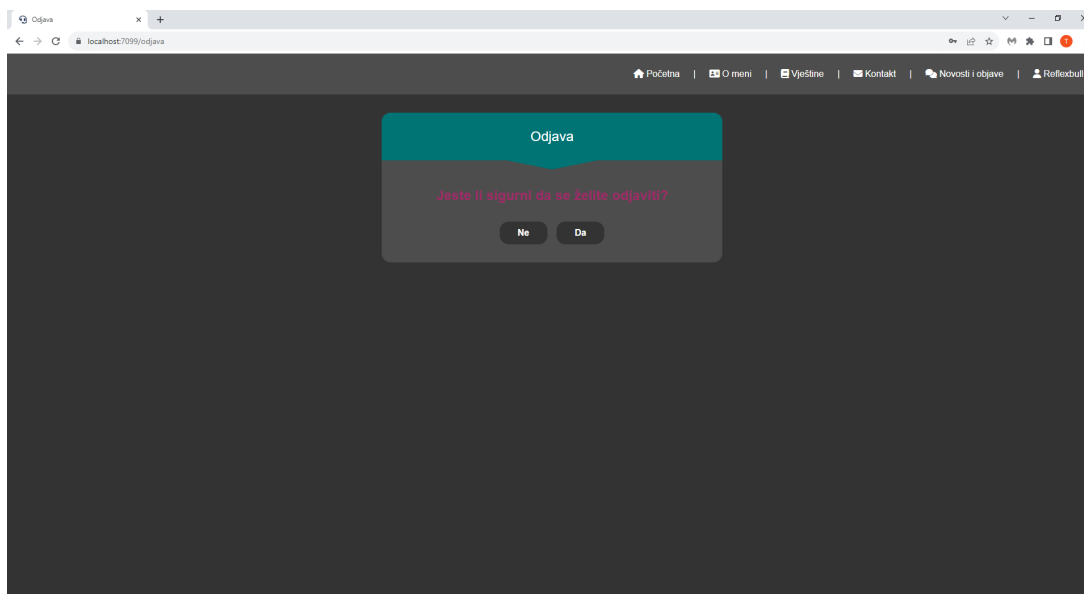 Odjava
localhost:7099/odjava
T
Početna | O meni | Vještine | Kontakt | Novosti i objave | Reflexbull
Odjava
Jeste li sigurni da se želite odjaviti?
Ne Da